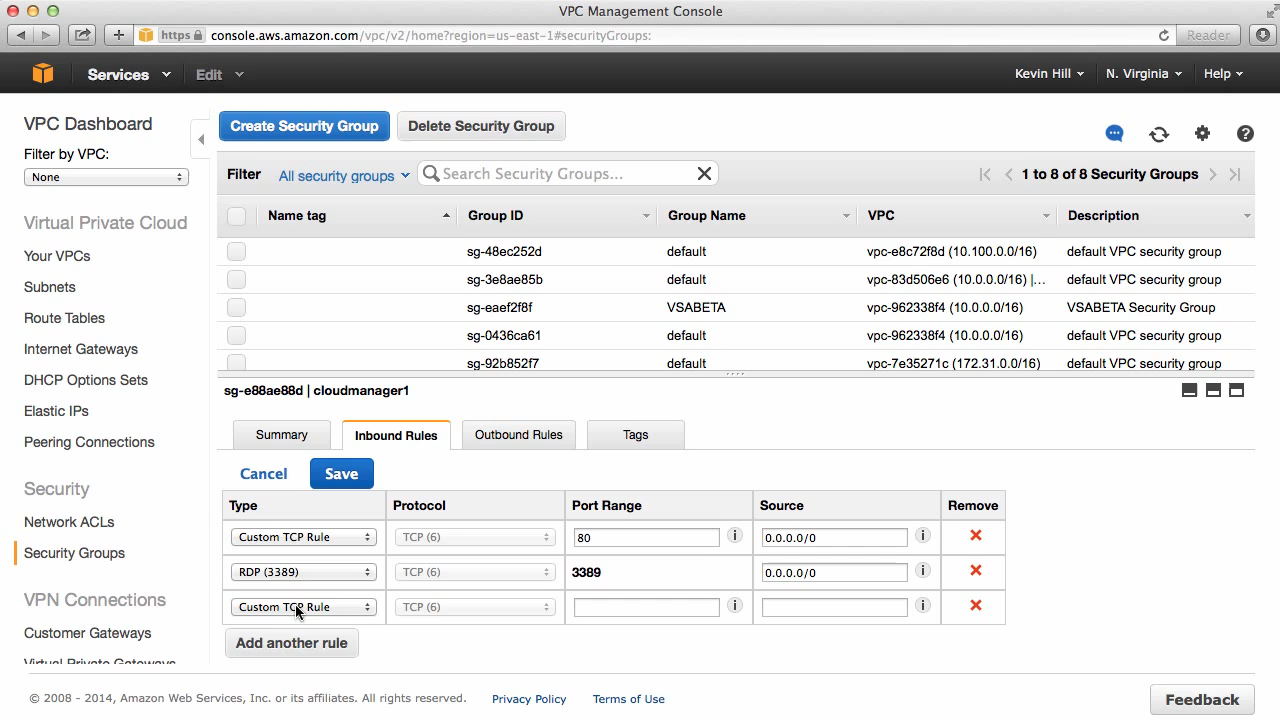 VPC Management Console
https console.aws.amazon.com/vpc/v2/home?region=us-east-1#securityGroups: Reader
Services Edit Kevin Hill N. Virginia Help
VPC Dashboard
Filter by VPC:
None
Virtual Private Cloud
Your VPCs
Subnets
Route Tables
Internet Gateways
DHCP Option Sets
Elastic IPs
Peering Connections
Security
Network ACLs
Security Groups
VPN Connections
Customer Gateways
Virtual Private Gateways
Create Security Group Delete Security Group
Filter All security groups Search Security Groups... 1 to 8 of 8 Security Groups
Name tag Group ID Group Name VPC Description
sg-48ec252d default vpc-e8c72f8d (10.100.0.0/16) default VPC security group
sg-3e8ae85b default vpc-83d506e6 (10.0.0.0/16) |... default VPC security group
sg-eaef2f8f VSABETA vpc-962338f4 (10.0.0.0/16) VSABETA Security Group
sg-0436ca61 default vpc-962338f4 (10.0.0.0/16) default VPC security group
sg-92b852f7 default vpc-7e35271c (172.31.0.0/16) default VPC security group
sg-e88ae88d | cloudmanager1
Summary Inbound Rules Outbound Rules Tags
Cancel Save
Type Protocol Port Range Source Remove
Custom TCP Rule TCP (6) 80 0.0.0.0/0
RDP (3389) TCP (6) 3389 0.0.0.0/0
Custom TCP Rule TCP (6)
Add another rule
© 2008 - 2014, Amazon Web Services, Inc. or its affiliates. All rights reserved. Privacy Policy Terms of Use Feedback